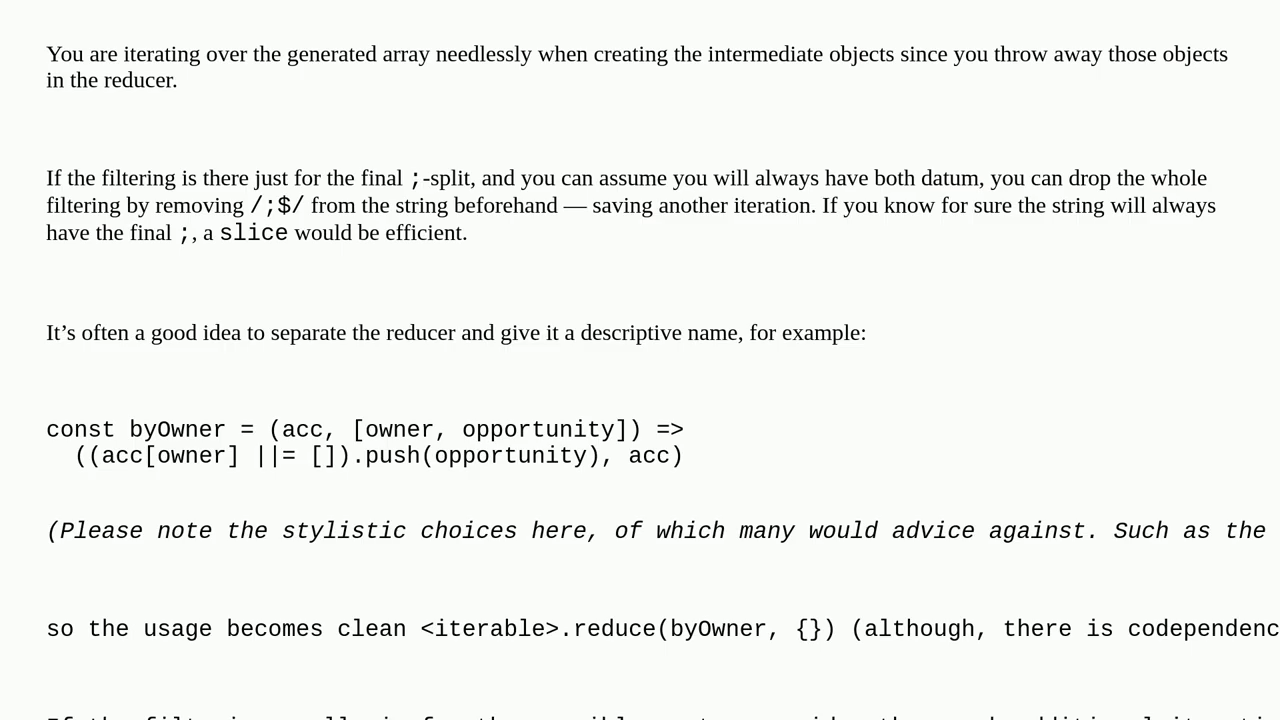 You are iterating over the generated array needlessly when creating the intermediate objects since you throw away those objects
in the reducer.
If the filtering is there just for the final ;-split, and you can assume you will always have both datum, you can drop the whole
filtering by removing /;$/ from the string beforehand — saving another iteration. If you know for sure the string will always
have the final ;, a slice would be efficient.
It’s often a good idea to separate the reducer and give it a descriptive name, for example:
const byOwner = (acc, [owner, opportunity]) =>
  ((acc[owner] ||= []).push(opportunity), acc)
(Please note the stylistic choices here, of which many would advice against. Such as the
so the usage becomes clean <iterable>.reduce(byOwner, {}) (although, there is codependenc